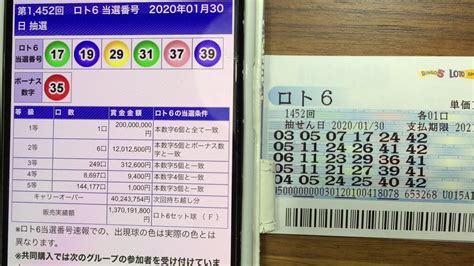 第1,452回 ロト6 当選番号 2020年01月30
日 抽選
ロト6
当選番号
17 19 29 31 37 39
ボーナス
数字
35
等級 口数 賞金金額 ロト6の当選条件
1等 1口 200,000,000 本数字6個と全て一致
2等 6口 12,012,500円 本数字5個とボーナス数字
と一致
3等 249口 312,600円 本数字5個と一致
4等 8,697口 9,400円 本数字4個と一致
5等 144,177口 1,000円 本数字3個と一致
キャリーオーバー 40,243,754円 次回持ち越し分
販売実績額 1,370,191,800円 ロト6セット球（F）
※ロト6当選番号速報での、出現球の色は実際の色とは
異なります。
※共同購入では次のグループの参加者を受け付けています
BINGO5 LOTO
ロト6
単価
1452回 各01口
抽せん日 2020/01/30 支払期限
03 05 07 17 24 42
05 06 11 23 29 42
06 11 23 29 36 41
05 11 23 28 39 41
04 05 24 25 40 42